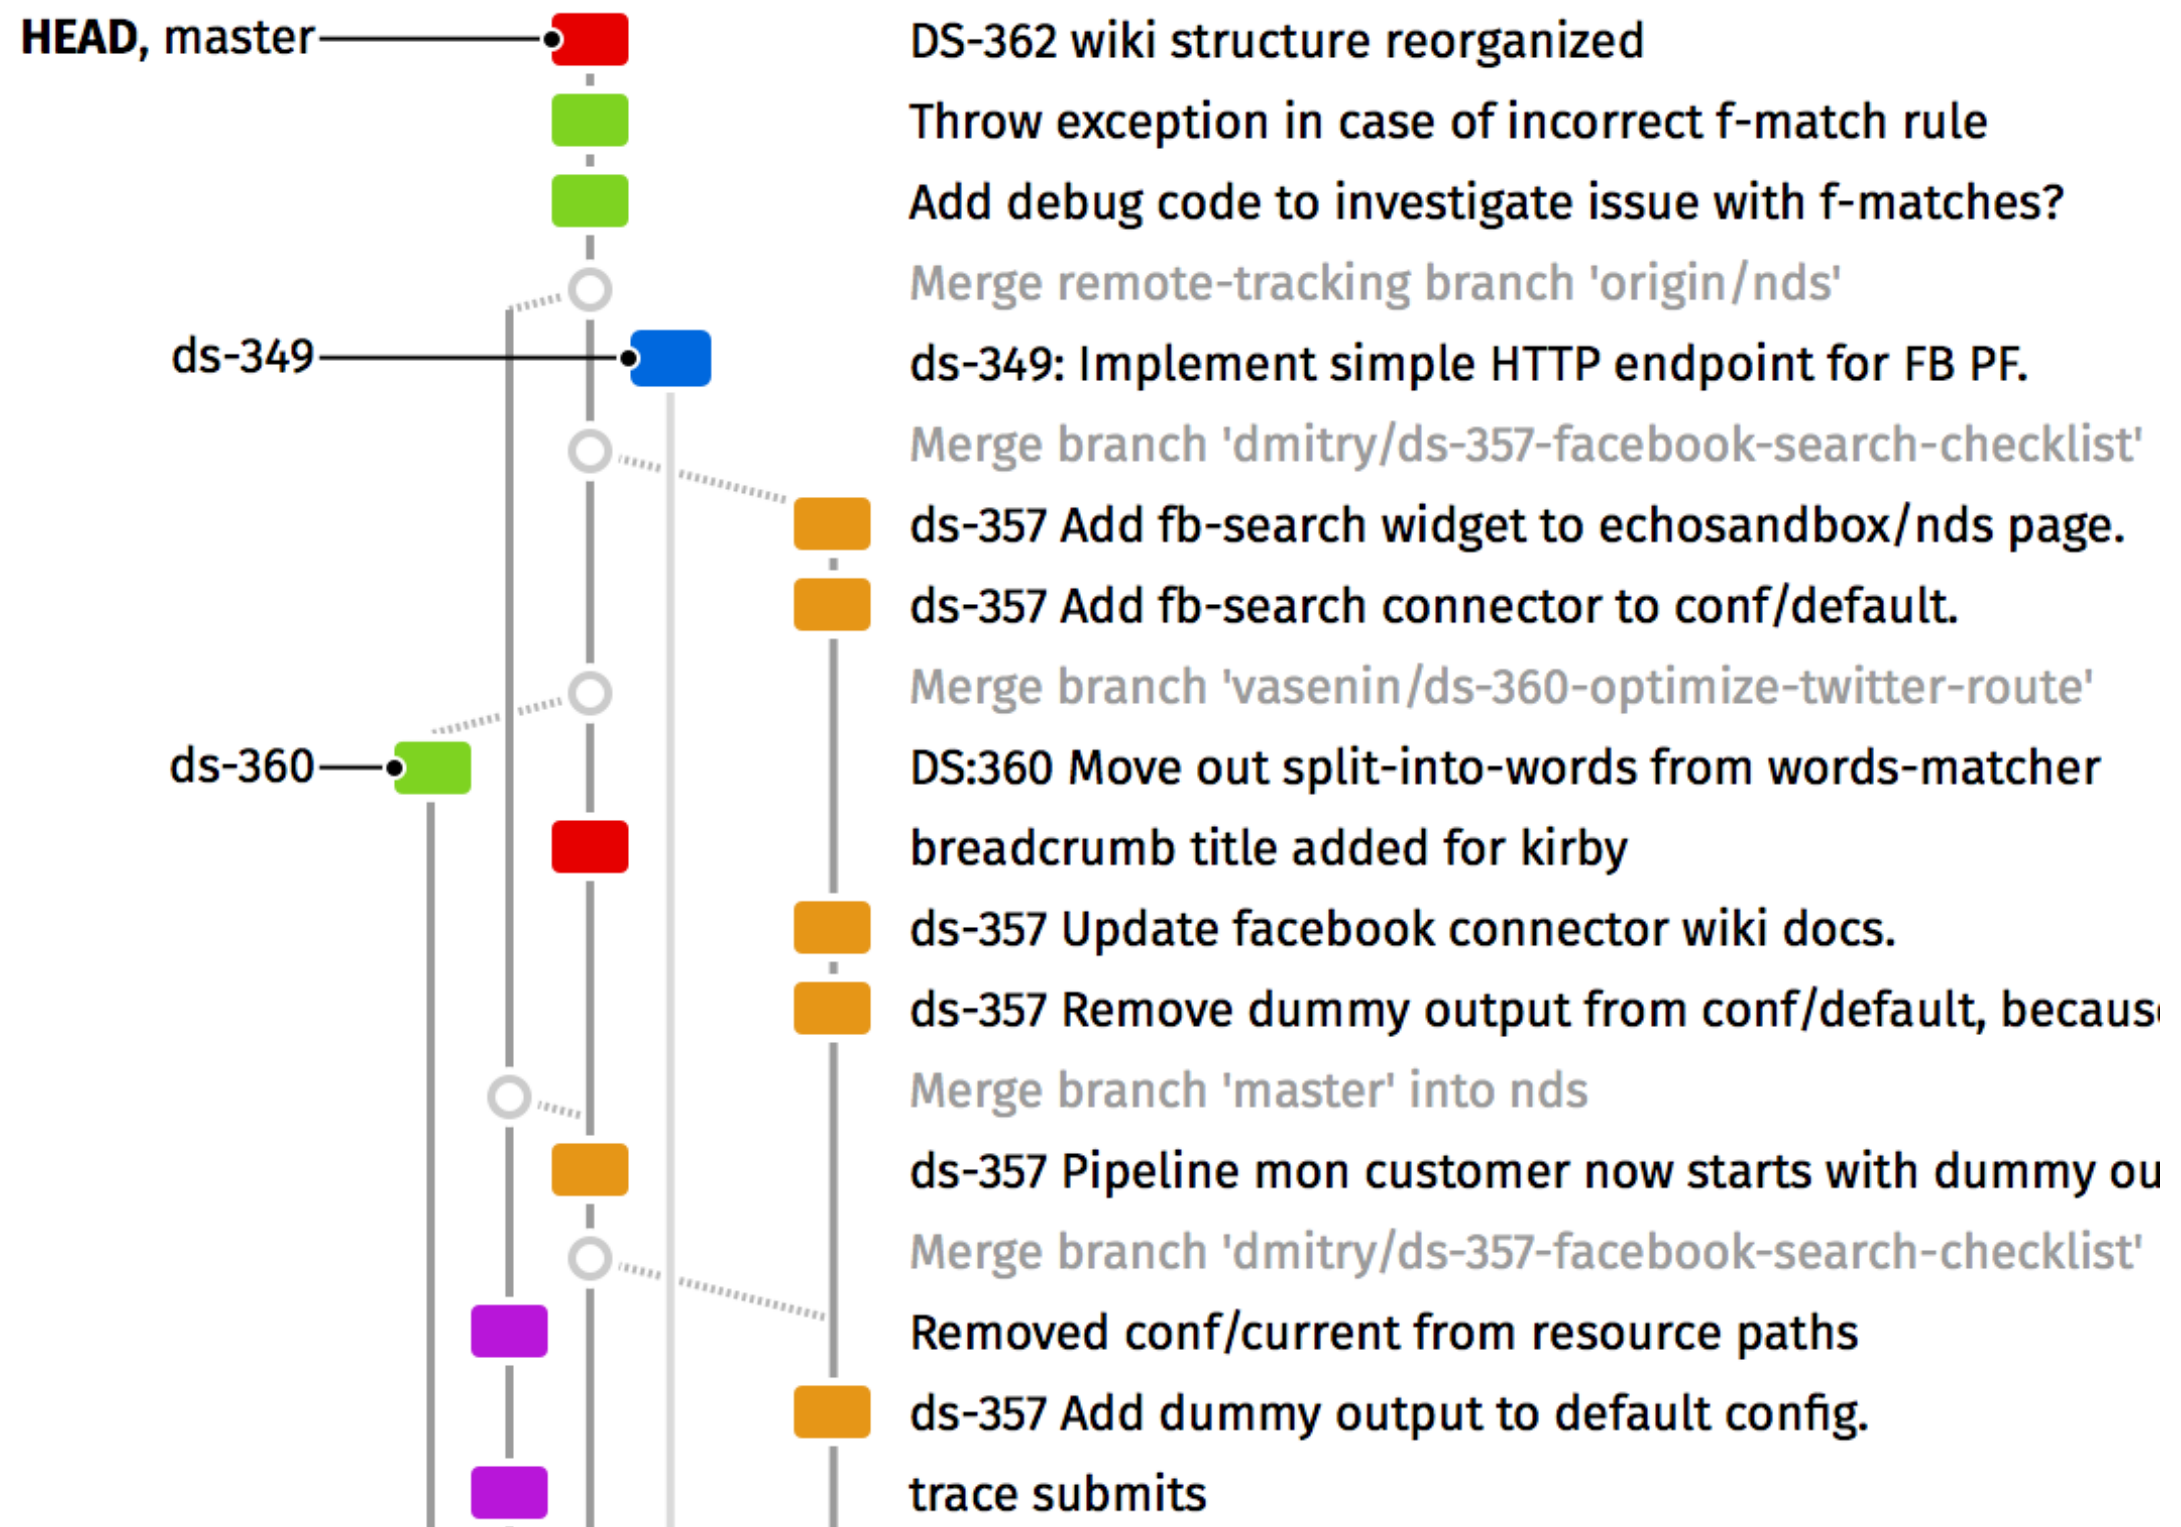 HEAD, master DS-362 wiki structure reorganized
Throw exception in case of incorrect f-match rule
Add debug code to investigate issue with f-matches?
Merge remote-tracking branch 'origin/nds'
ds-349 ds-349: Implement simple HTTP endpoint for FB PF.
Merge branch 'dmitry/ds-357-facebook-search-checklist'
ds-357 Add fb-search widget to echosandbox/nds page.
ds-357 Add fb-search connector to conf/default.
Merge branch 'vasenin/ds-360-optimize-twitter-route'
ds-360 DS:360 Move out split-into-words from words-matcher
breadcrumb title added for kirby
ds-357 Update facebook connector wiki docs.
ds-357 Remove dummy output from conf/default, because
Merge branch 'master' into nds
ds-357 Pipeline mon customer now starts with dummy ou
Merge branch 'dmitry/ds-357-facebook-search-checklist'
Removed conf/current from resource paths
ds-357 Add dummy output to default config.
trace submits